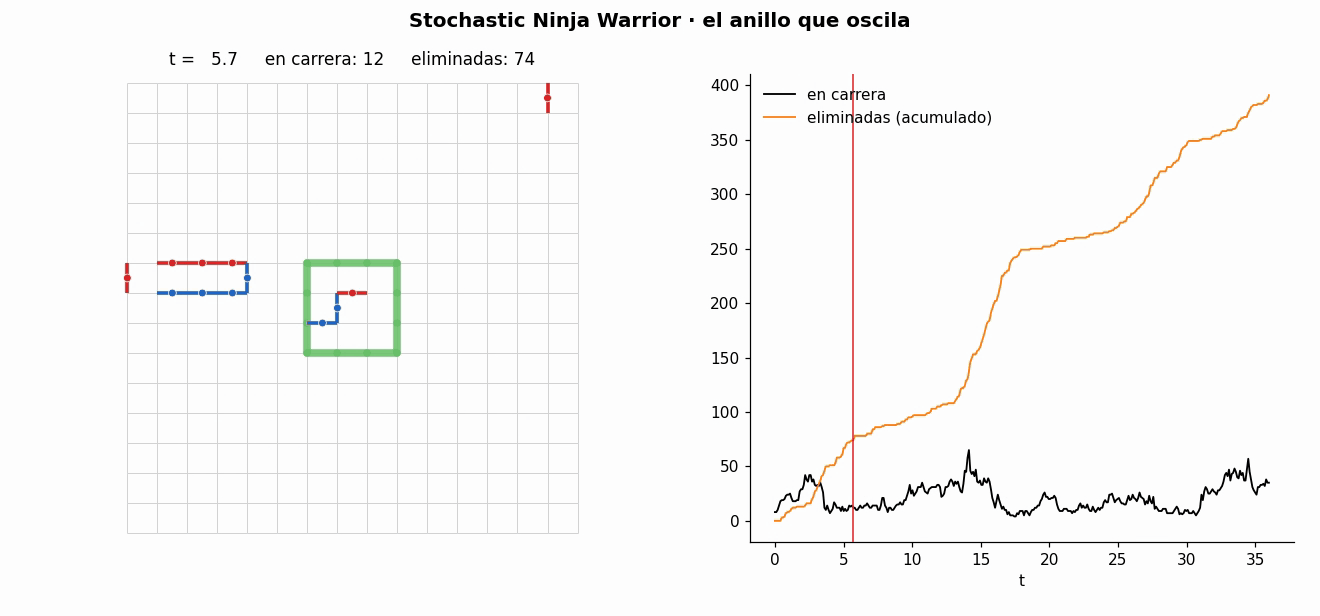 Stochastic Ninja Warrior · el anillo que oscila
t =   5.7     en carrera: 12     eliminadas: 74
en carrera
eliminadas (acumulado)
400
350
300
250
200
150
100
50
0
0 5 10 15 20 25 30 35
t